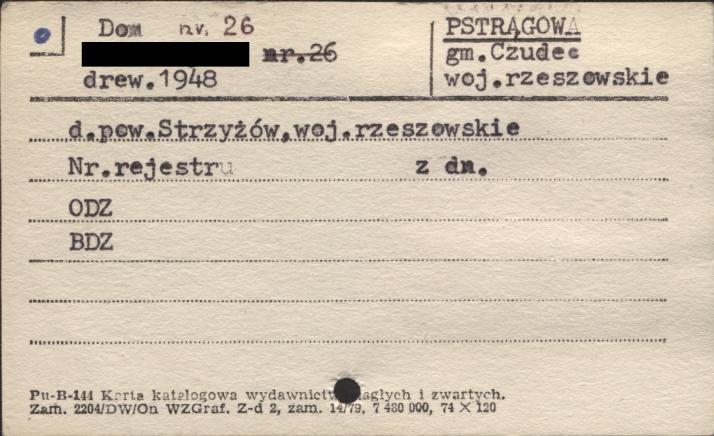 Dom nr. 26
nr.26
drew.1948
PSTRĄGOWA
gm.Czudec
woj.rzeszowskie
d.pow.Strzyżów,woj.rzeszowskie
Nr.rejestru z dn.
ODZ
BDZ
Pu-B-144 Karta katalogowa wydawnictw ciągłych i zwartych.
Zam. 2204/DW/On WZGraf. Z-d 2, zam. 14/79, 7 480 000, 74 X 120